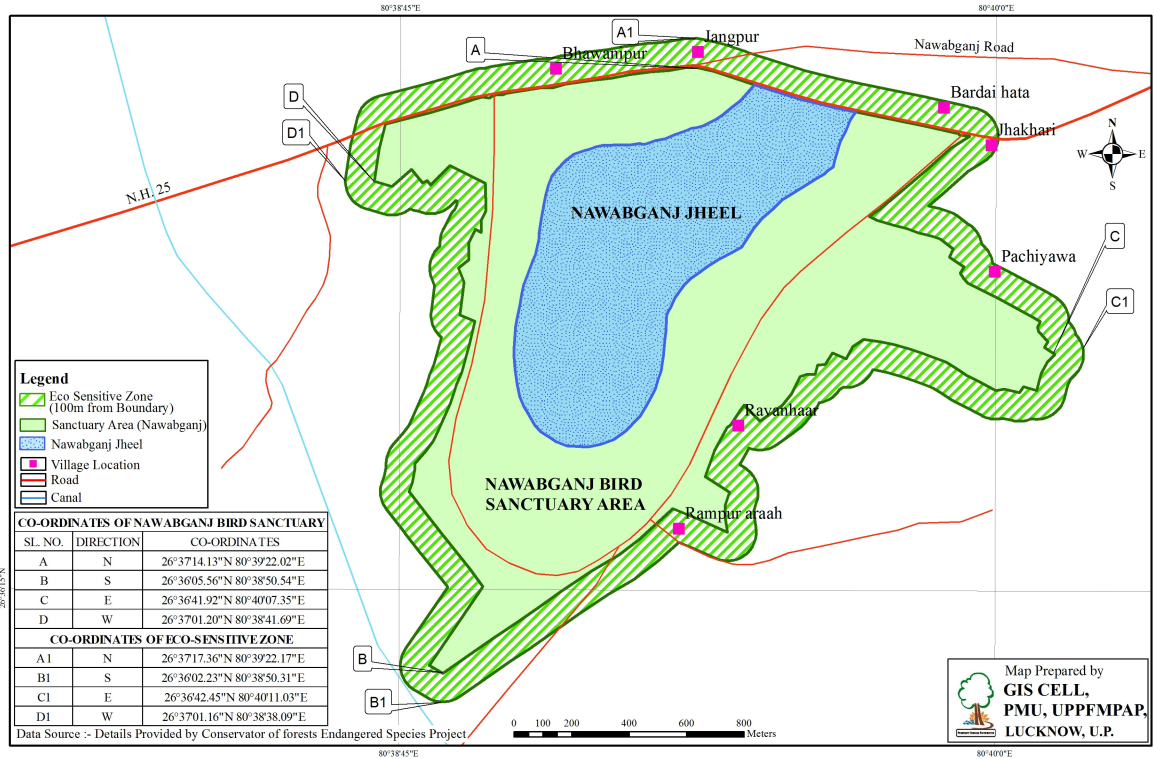 80°38'45"E
80°40'0"E
A1
Jangpur
A
Bhawanipur
Nawabganj Road
D
Bardai hata
D1
Jhakhari
N
W
E
S
N.H. 25
NAWABGANJ JHEEL
C
Pachiyawa
C1
Legend
Eco Sensitive Zone
(100m from Boundary)
Sanctuary Area (Nawabganj)
Nawabganj Jheel
Village Location
Road
Canal
Ravanhaar
NAWABGANJ BIRD
SANCTUARY AREA
Rampur araah
CO-ORDINATES OF NAWABGANJ BIRD SANCTUARY
SL. NO. DIRECTION CO-ORDINATES
A N 26°37'14.13"N 80°39'22.02"E
B S 26°36'05.56"N 80°38'50.54"E
C E 26°36'41.92"N 80°40'07.35"E
D W 26°37'01.20"N 80°38'41.69"E
CO-ORDINATES OF ECO-SENSITIVE ZONE
A1 N 26°37'17.36"N 80°39'22.17"E
B1 S 26°36'02.23"N 80°38'50.31"E
C1 E 26°36'42.45"N 80°40'11.03"E
D1 W 26°37'01.16"N 80°38'38.09"E
26°36'15"N
B
B1
Data Source :- Details Provided by Conservator of forests Endangered Species Project
0 100 200 400 600 800
Meters
Map Prepared by
GIS CELL,
PMU, UPPFMPAP,
LUCKNOW, U.P.
80°38'45"E
80°40'0"E